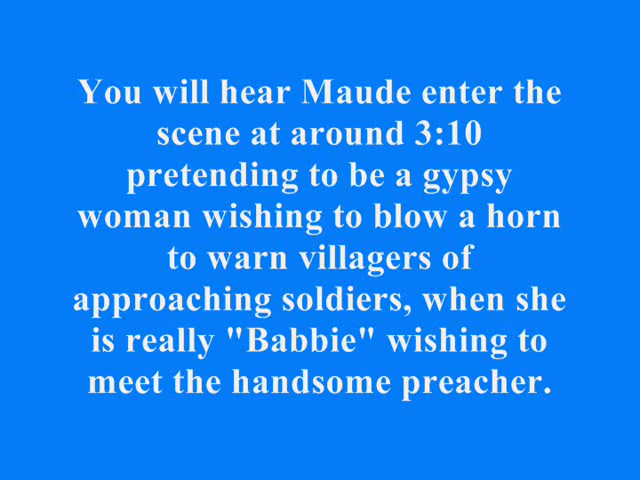 You will hear Maude enter the
scene at around 3:10
pretending to be a gypsy
woman wishing to blow a horn
to warn villagers of
approaching soldiers, when she
is really "Babbie" wishing to
meet the handsome preacher.